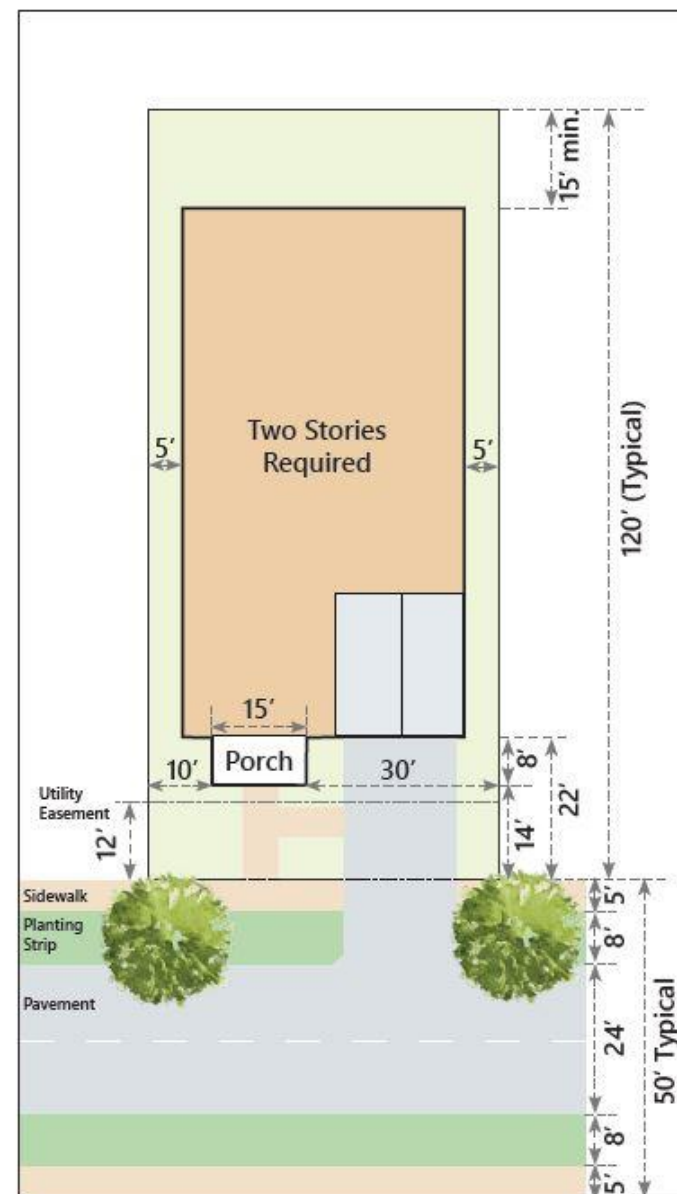 15' min.
120' (Typical)
Two Stories
Required
5'
5'
15'
Porch
10'
30'
8'
22'
14'
Utility
Easement
12'
Sidewalk
Planting
Strip
Pavement
5'
8'
24'
50' Typical
8'
5'